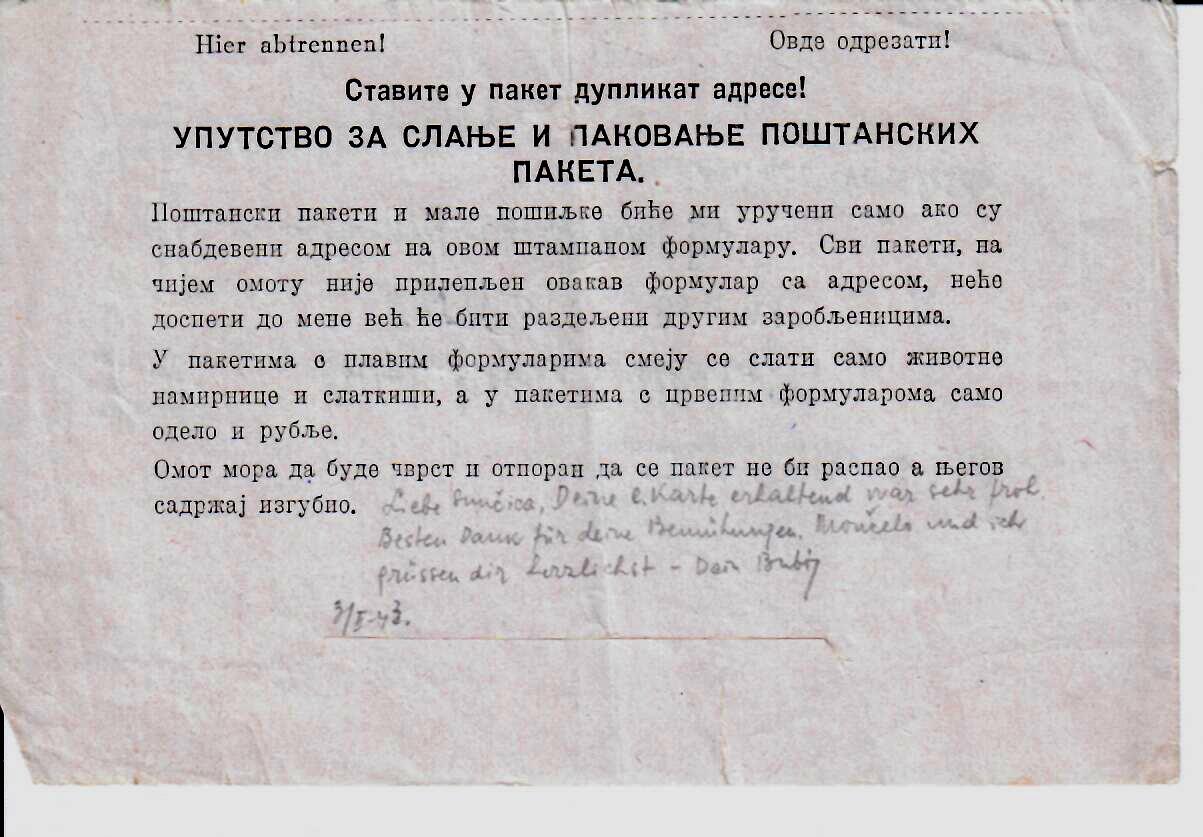 Hier abtrennen! Овде одрезати!
Ставите у пакет дупликат адресе!
УПУТСТВО ЗА СЛАЊЕ И ПАКОВАЊЕ ПОШТАНСКИХ
ПАКЕТА.
Поштански пакети и мале пошиљке биће ми уручени само ако су
снабдевени адресом на овом штампаном формулару. Сви пакети, на
чијем омоту није прилепљен овакав формулар са адресом, неће
доспети до мене већ ће бити раздељени другим заробљеницима.
У пакетима с плавим формуларима смеју се слати само животне
намирнице и слаткиши, а у пакетима с црвеним формуларома само
одело и рубље.
Омот мора да буде чврст и отпоран да се пакет не би распао а његов
садржај изгубио.
Liebe Sunčica, Deine l. Karte erhaltend war sehr froh.
Besten Dank für deine Bemühungen. und ich
grüssen dir herzlichst – Dein
3/I-43.